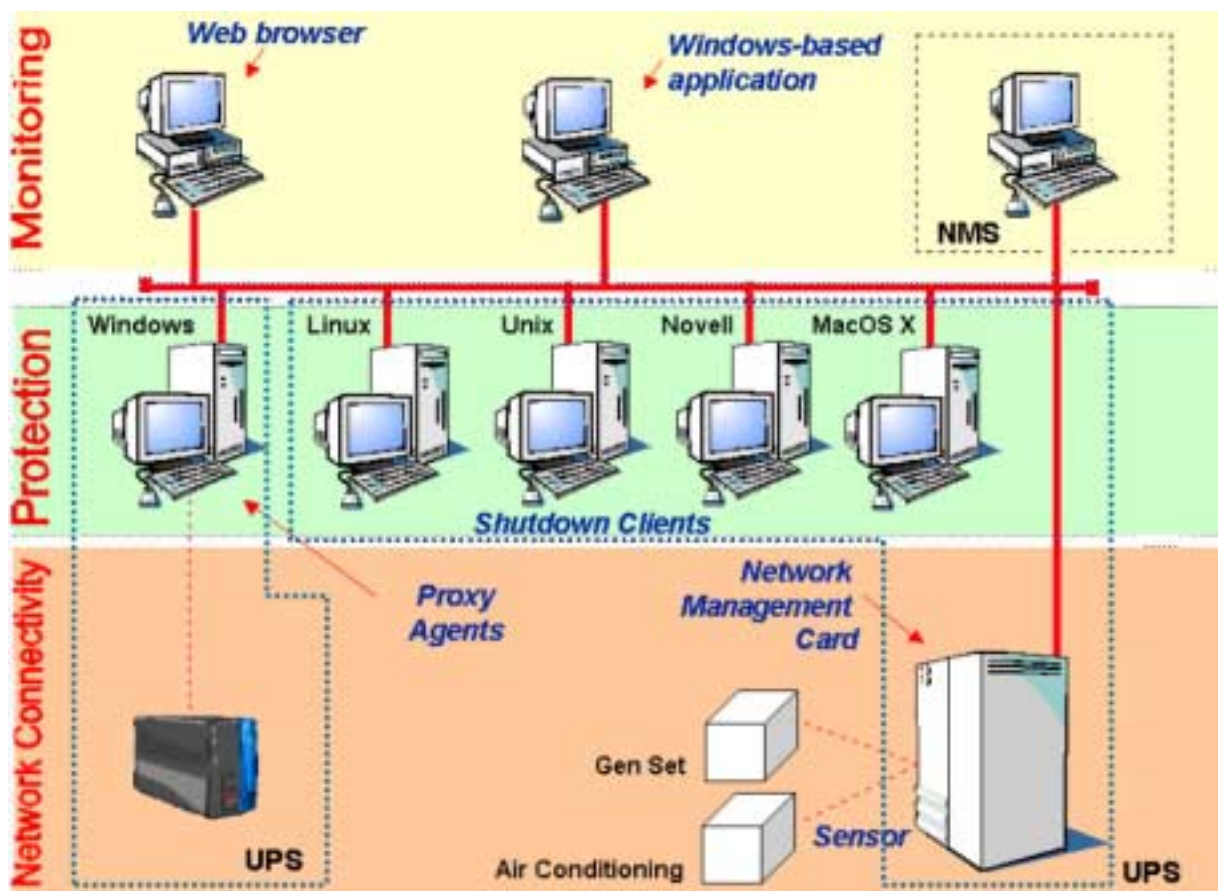 Monitoring
Web browser
Windows-based
application
NMS
Protection
Windows
Linux
Unix
Novell
MacOS X
Shutdown Clients
Network Connectivity
Proxy
Agents
Network
Management
Card
Gen Set
Sensor
Air Conditioning
UPS
UPS